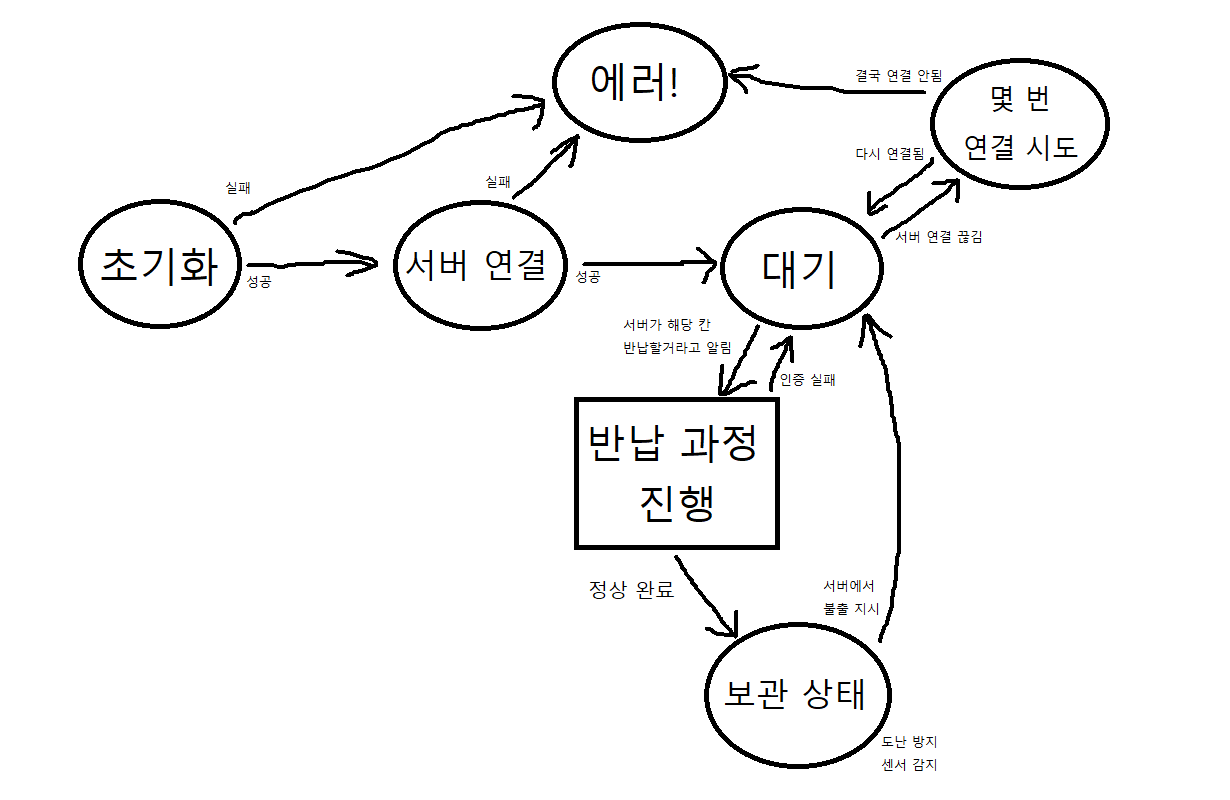 에러!
결국 연결 안됨
몇 번
연결 시도
다시 연결됨
실패
실패
서버 연결 끊김
초기화
성공
서버 연결
성공
대기
서버가 해당 칸
반납할거라고 알림
인증 실패
반납 과정
진행
정상 완료
서버에서
불출 지시
보관 상태
도난 방지
센서 감지